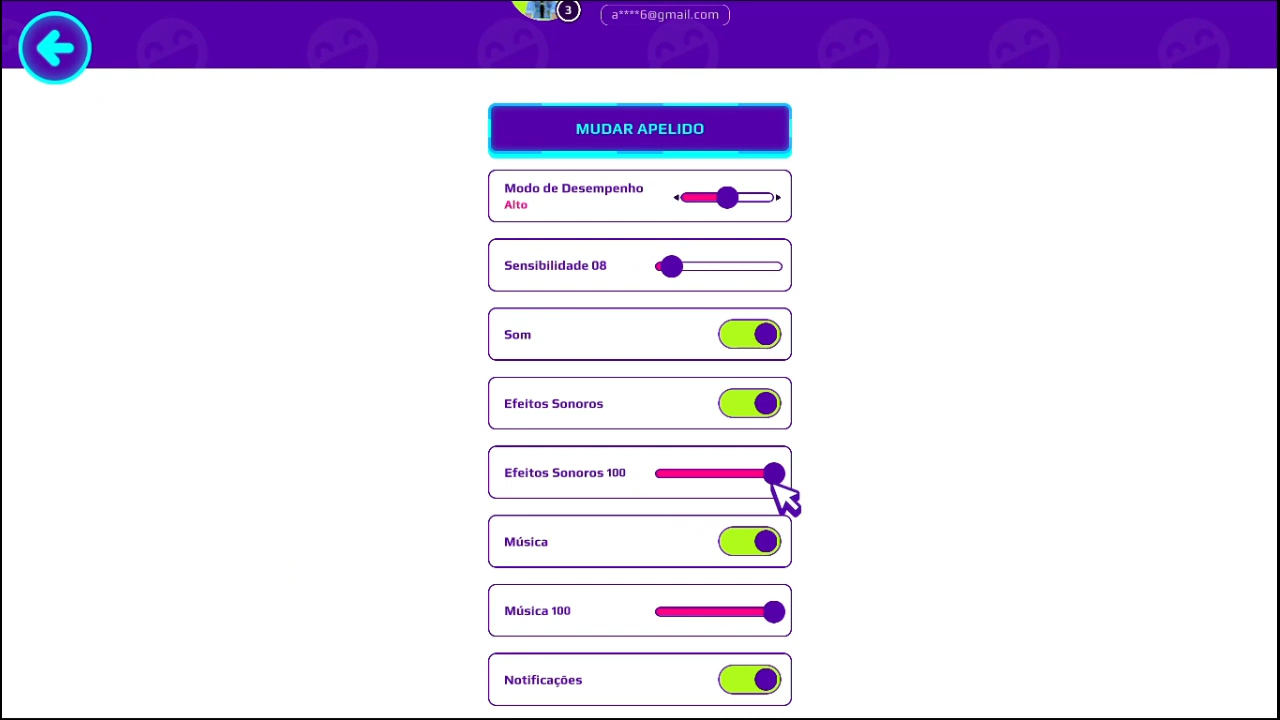 3
a****6@gmail.com
MUDAR APELIDO
Modo de Desempenho
Alto
Sensibilidade 08
Som
Efeitos Sonoros
Efeitos Sonoros 100
Música
Música 100
Notificações